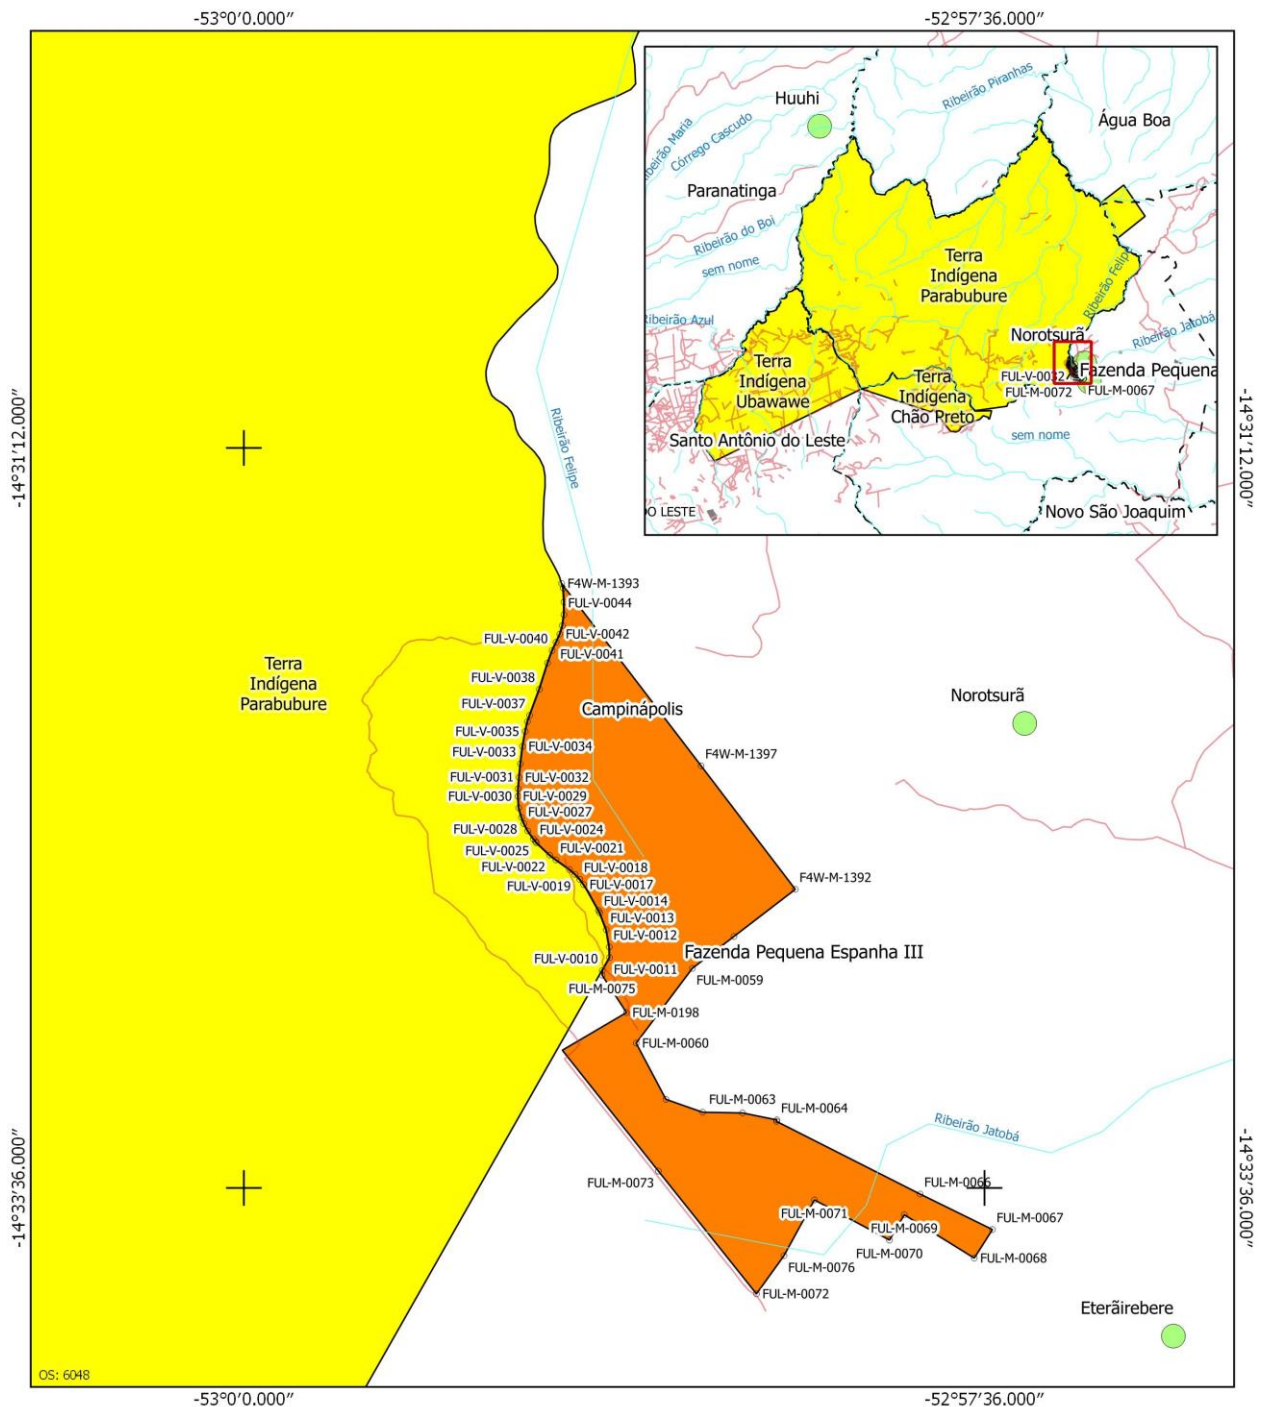 -53°0′0.000″
-52°57′36.000″
Huuhi
Ribeirão Piranhas
Água Boa
Córrego Cascudo
Paranatinga
Ribeirão do Boi
sem nome
Terra
Indígena
Parabubure
Ribeirão Felipe
Ribeirão Jatobá
Norotsurã
Terra
Indígena
Ubawawe
Terra
Indígena
Chão Preto
FUL-V-0032
Fazenda Pequena
FUL-M-0072
FUL-M-0067
Santo Antônio do Leste
sem nome
O LESTE
Novo São Joaquim
-14°31′12.000″
-14°31′12.000″
Ribeirão Felipe
F4W-M-1393
FUL-V-0044
FUL-V-0040
FUL-V-0042
FUL-V-0041
Terra
Indígena
Parabubure
FUL-V-0038
FUL-V-0037
Campinápolis
Norotsurã
FUL-V-0035
FUL-V-0033
FUL-V-0034
F4W-M-1397
FUL-V-0031
FUL-V-0032
FUL-V-0030
FUL-V-0029
FUL-V-0027
FUL-V-0028
FUL-V-0024
FUL-V-0025
FUL-V-0021
FUL-V-0022
FUL-V-0018
FUL-V-0019
FUL-V-0017
F4W-M-1392
FUL-V-0014
FUL-V-0013
FUL-V-0012
FUL-V-0010
Fazenda Pequena Espanha III
FUL-V-0011
FUL-M-0059
FUL-M-0075
FUL-M-0198
FUL-M-0060
FUL-M-0063
FUL-M-0064
Ribeirão Jatobá
FUL-M-0073
FUL-M-0066
-14°33′36.000″
-14°33′36.000″
FUL-M-0071
FUL-M-0067
FUL-M-0069
FUL-M-0070
FUL-M-0068
FUL-M-0076
FUL-M-0072
Eterãirebere
OS: 6048
-53°0′0.000″
-52°57′36.000″